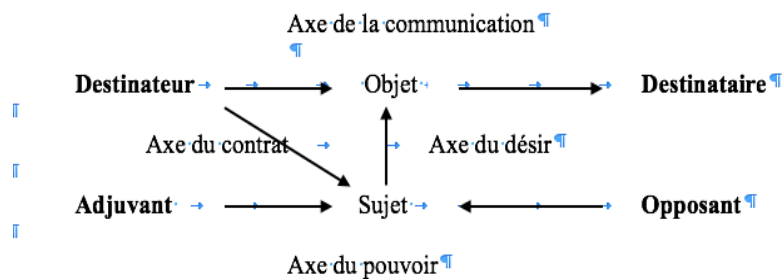 Axe de la communication
Destinateur Objet Destinataire
Axe du contrat Axe du désir
Adjuvant Sujet Opposant
Axe du pouvoir